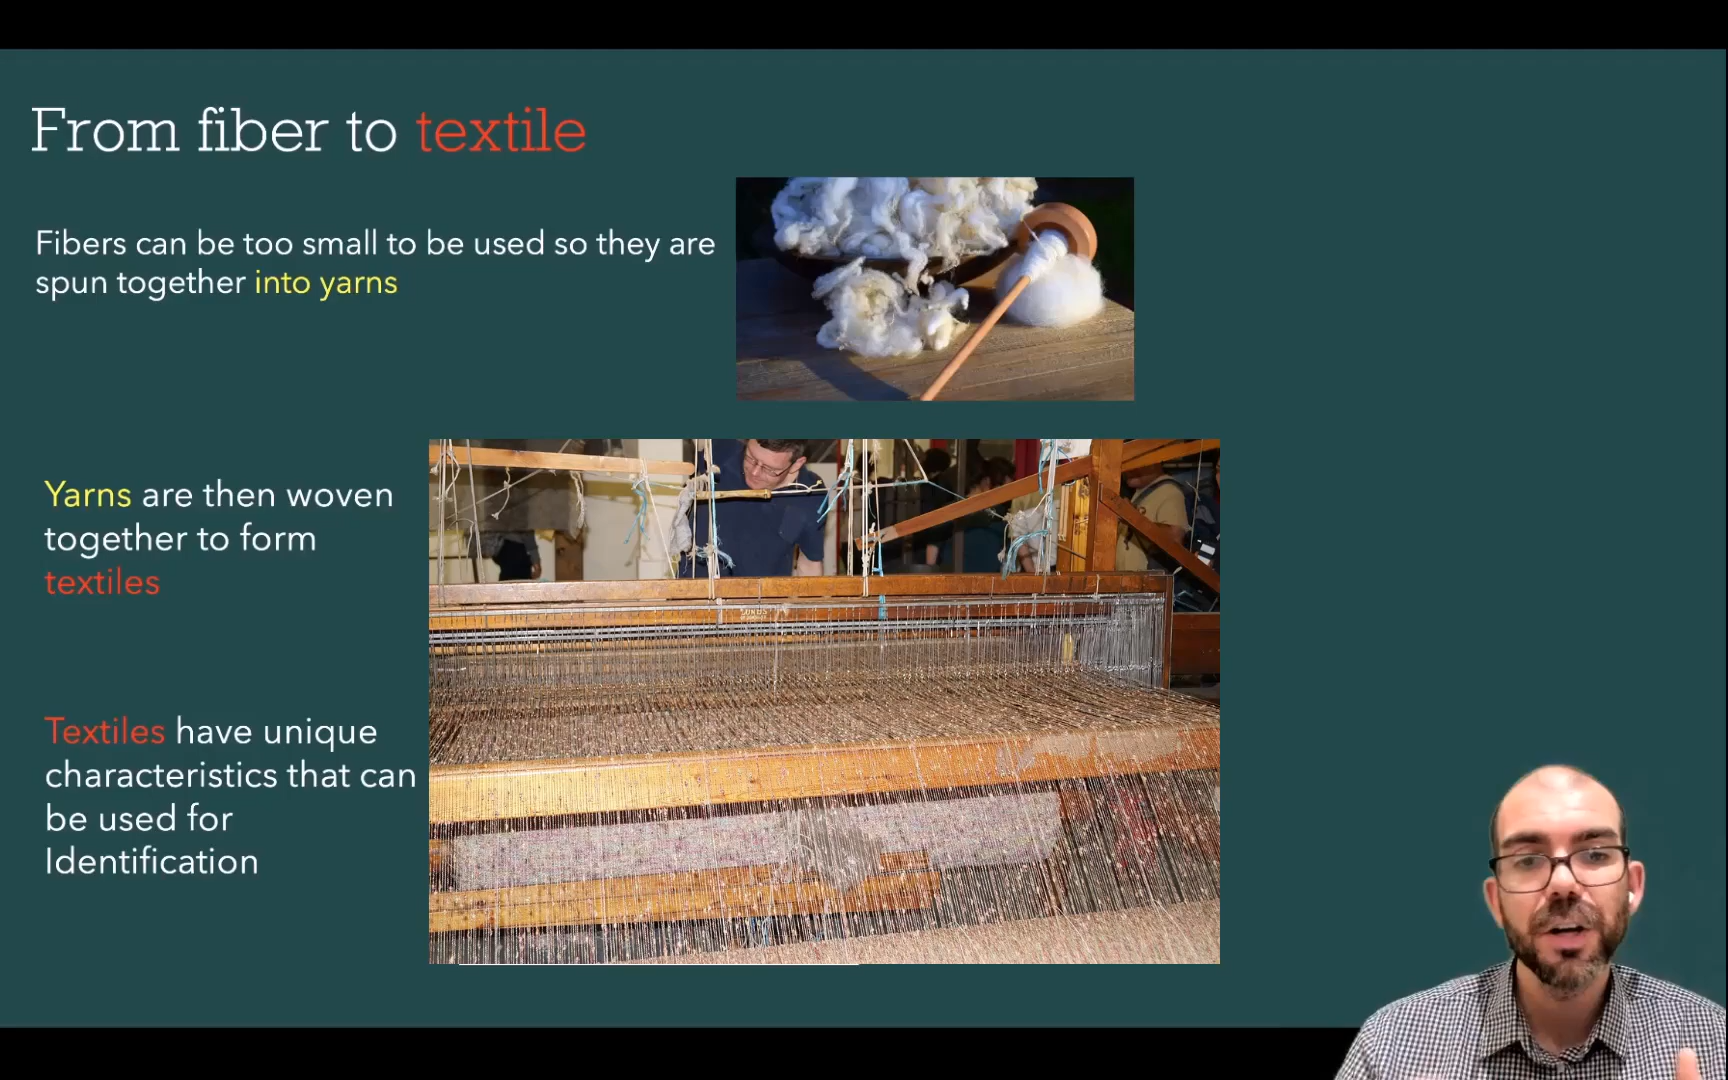 From fiber to textile
Fibers can be too small to be used so they are
spun together into yarns
Yarns are then woven
together to form
textiles
Textiles have unique
characteristics that can
be used for
Identification